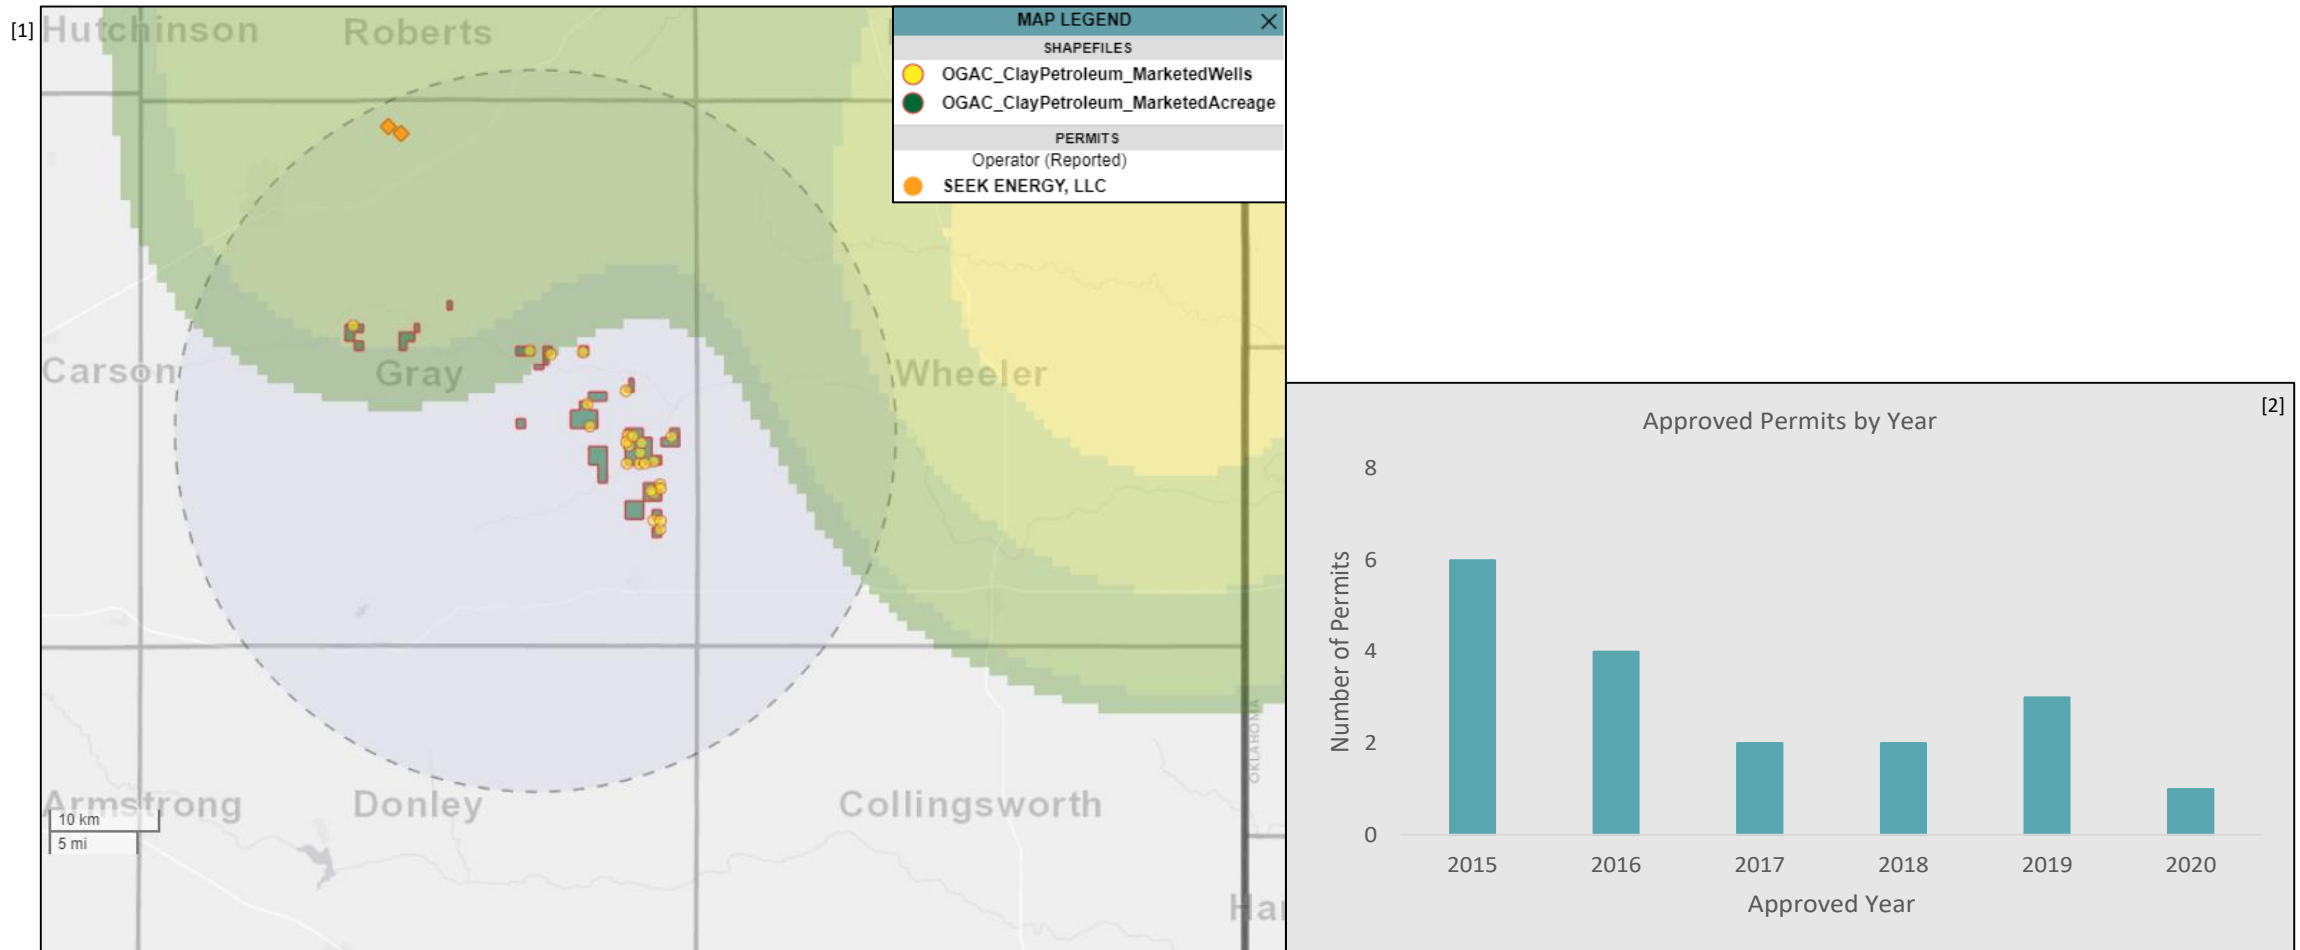 [1]
Hutchinson
Roberts
MAP LEGEND
SHAPEFILES
OGAC_ClayPetroleum_MarketedWells
OGAC_ClayPetroleum_MarketedAcreage
PERMITS
Operator (Reported)
SEEK ENERGY, LLC
Carson
Gray
Wheeler
OKLAHOMA
Armstrong
Donley
Collingsworth
10 km
5 mi
Ha
[2]
Approved Permits by Year
Number of Permits
8
6
4
2
0
2015 2016 2017 2018 2019 2020
Approved Year